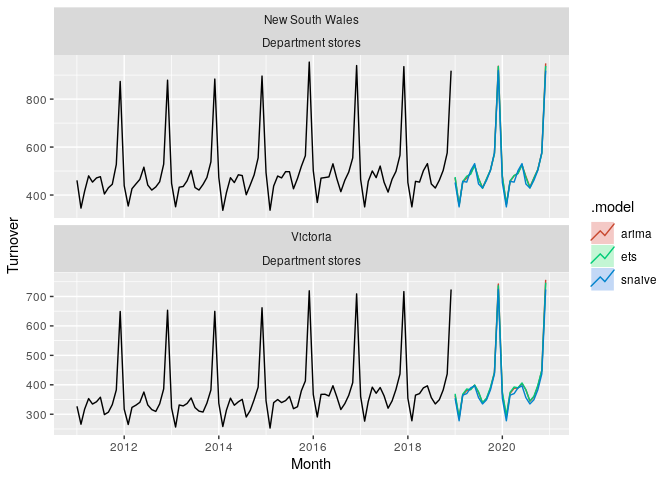 New South Wales
Department stores
800
600
400
Victoria
Department stores
700
600
500
400
300
2012
2014
2016
2018
2020
Month
Turnover
.model
arima
ets
snaive